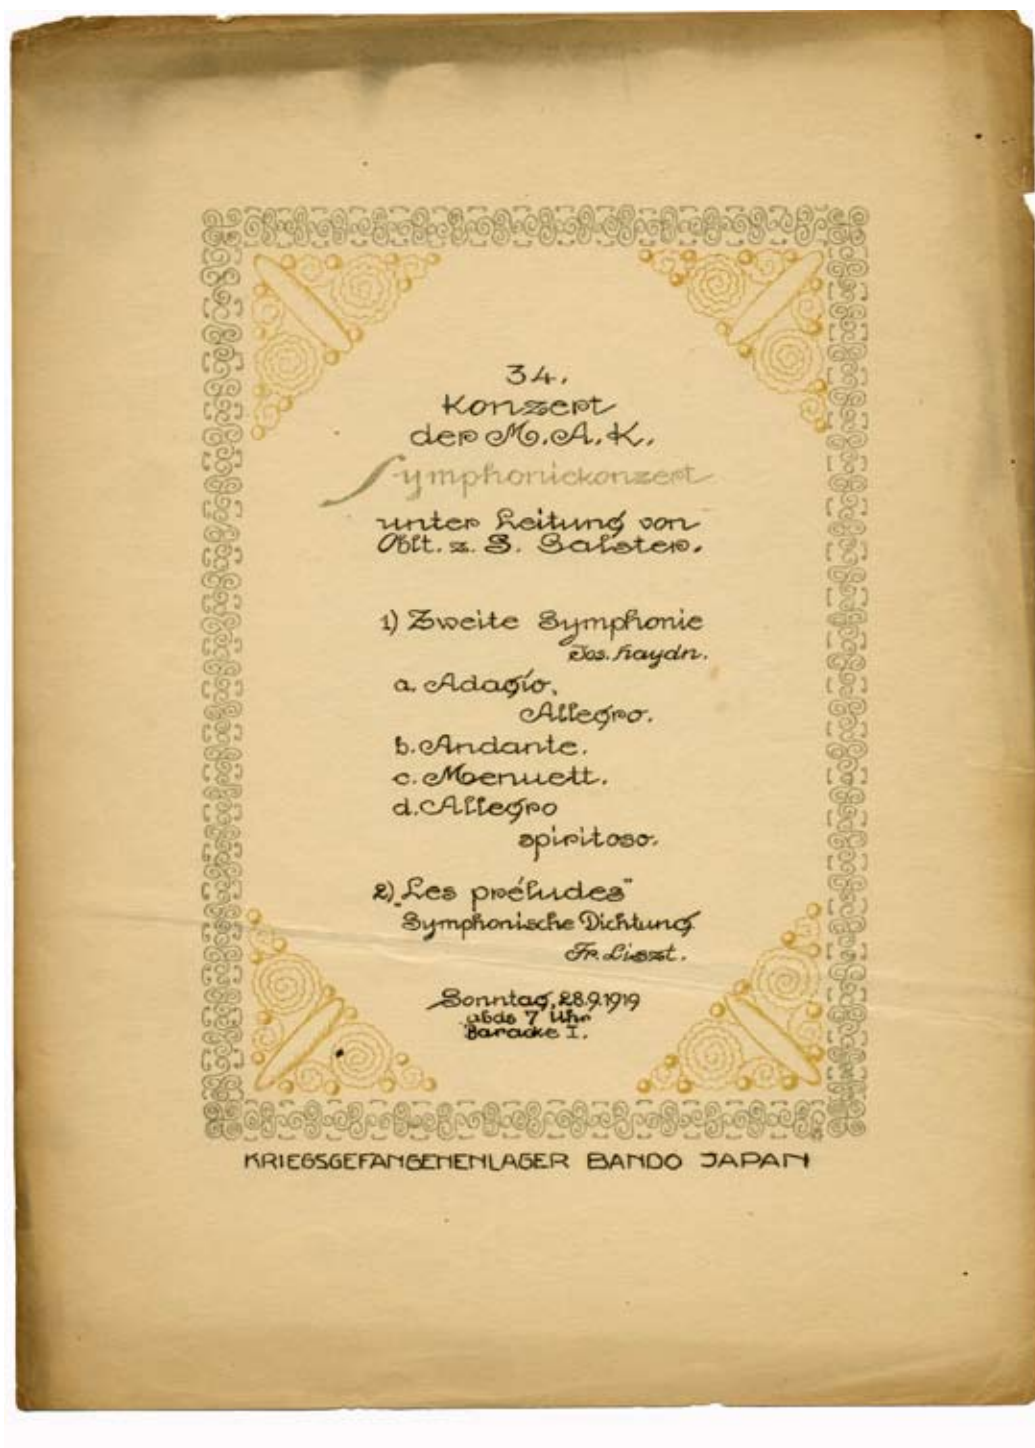 34.
Konzert
der M.A.K.
Symphoniekonzert
unter Leitung von
Oblt. z. S. Galster.
1) Zweite Symphonie
Jos. Haydn.
a. Adagio,
Allegro.
b. Andante.
c. Menuett.
d. Allegro
spiritoso.
2) „Les préludes"
Symphonische Dichtung
Fr. Liszt.
Sonntag, 28.9.1919
abds 7 Uhr
Baracke I.
KRIEGSGEFANGENENLAGER BANDO JAPAN